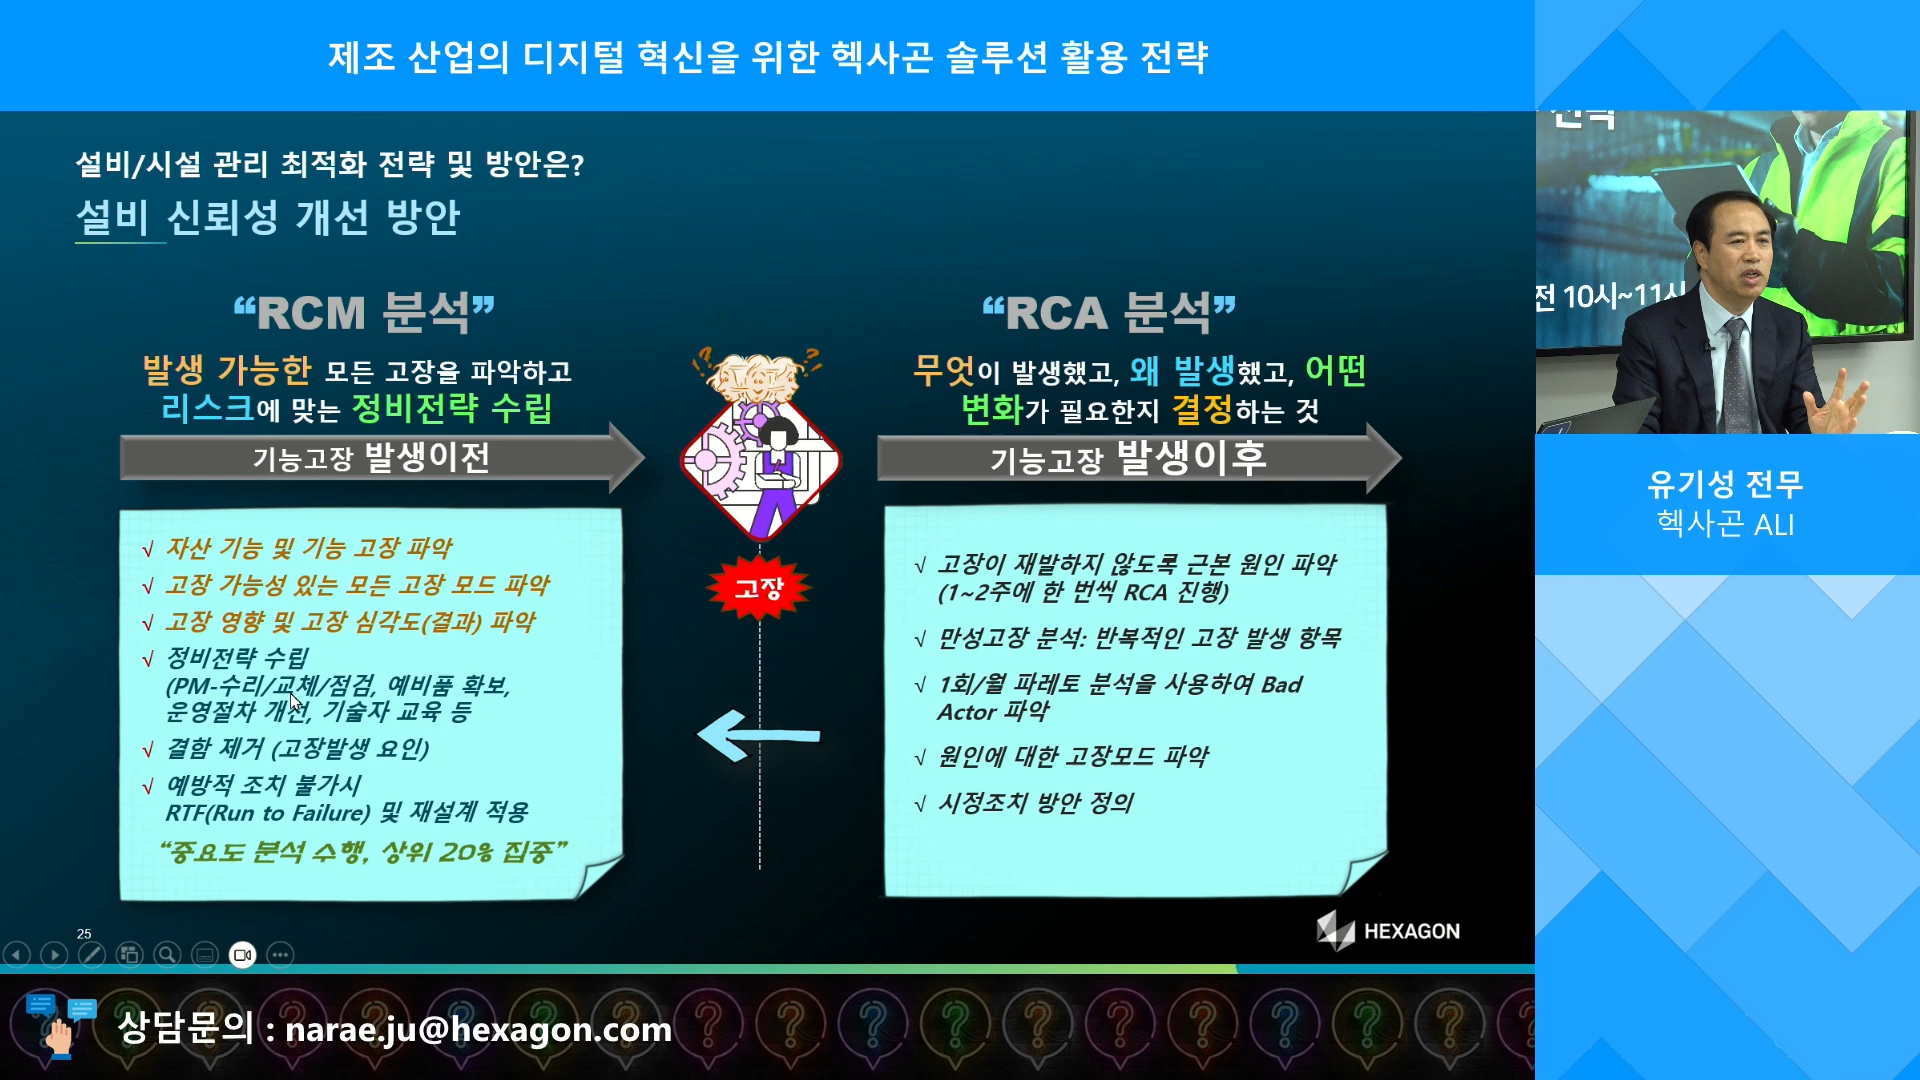 제조 산업의 디지털 혁신을 위한 헥사곤 솔루션 활용 전략
설비/시설 관리 최적화 전략 및 방안은?
설비 신뢰성 개선 방안
“RCM 분석”
발생 가능한 모든 고장을 파악하고
리스크에 맞는 정비전략 수립
기능고장 발생이전
√ 자산 기능 및 기능 고장 파악
√ 고장 가능성 있는 모든 고장 모드 파악
√ 고장 영향 및 고장 심각도(결과) 파악
√ 정비전략 수립
(PM-수리/교체/점검, 예비품 확보,
운영절차 개선, 기술자 교육 등
√ 결함 제거 (고장발생 요인)
√ 예방적 조치 불가시
RTF(Run to Failure) 및 재설계 적용
“중요도 분석 수행, 상위 20% 집중”
고장
“RCA 분석”
무엇이 발생했고, 왜 발생했고, 어떤
변화가 필요한지 결정하는 것
기능고장 발생이후
√ 고장이 재발하지 않도록 근본 원인 파악
(1~2주에 한 번씩 RCA 진행)
√ 만성고장 분석: 반복적인 고장 발생 항목
√ 1회/월 파레토 분석을 사용하여 Bad
Actor 파악
√ 원인에 대한 고장모드 파악
√ 시정조치 방안 정의
25
HEXAGON
상담문의 : narae.ju@hexagon.com
전략
전 10시~11시
유기성 전무
헥사곤 ALI